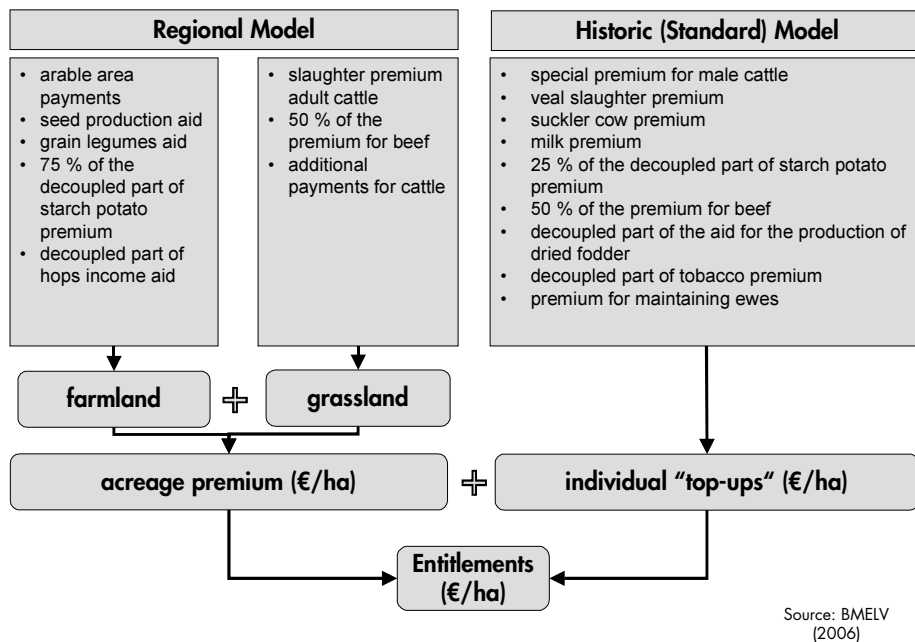 Regional Model
• arable area
payments
• seed production aid
• grain legumes aid
• 75 % of the
decoupled part of
starch potato
premium
• decoupled part of
hops income aid
• slaughter premium
adult cattle
• 50 % of the
premium for beef
• additional
payments for cattle
Historic (Standard) Model
• special premium for male cattle
• veal slaughter premium
• suckler cow premium
• milk premium
• 25 % of the decoupled part of starch potato
premium
• 50 % of the premium for beef
• decoupled part of the aid for the production of
dried fodder
• decoupled part of tobacco premium
• premium for maintaining ewes
farmland + grassland
acreage premium (€/ha) + individual “top-ups“ (€/ha)
Entitlements
(€/ha)
Source: BMELV
(2006)